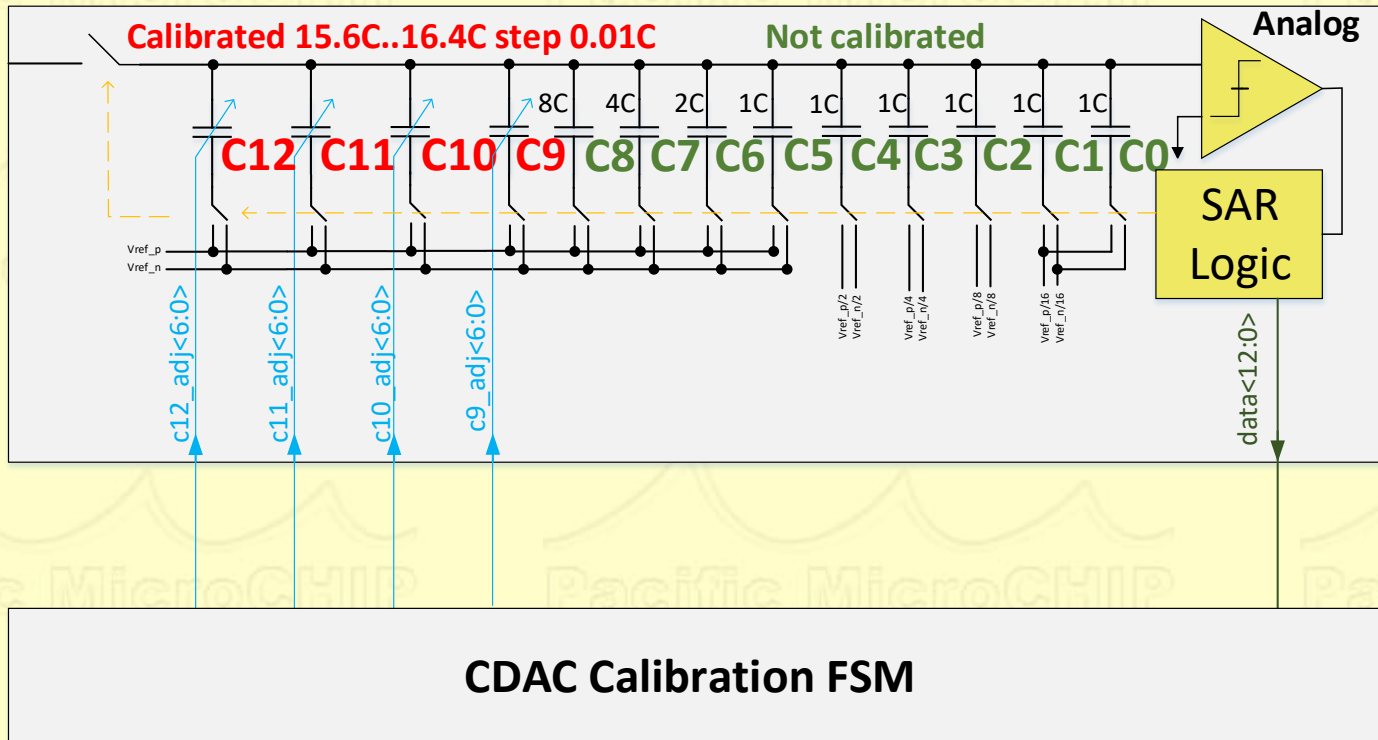 Analog
Calibrated 15.6C..16.4C step 0.01C
Not calibrated
8C 4C 2C 1C 1C 1C 1C 1C 1C
C12 C11 C10 C9 C8 C7 C6 C5 C4 C3 C2 C1 C0
SAR
Logic
Vref_p
Vref_n
Vref_p/2
Vref_n/2
Vref_p/4
Vref_n/4
Vref_p/8
Vref_n/8
Vref_p/16
Vref_n/16
c12_adj<6:0>
c11_adj<6:0>
c10_adj<6:0>
c9_adj<6:0>
data<12:0>
c MicroCHIP
Pacific MicroCHIP
Pa
CDAC Calibration FSM